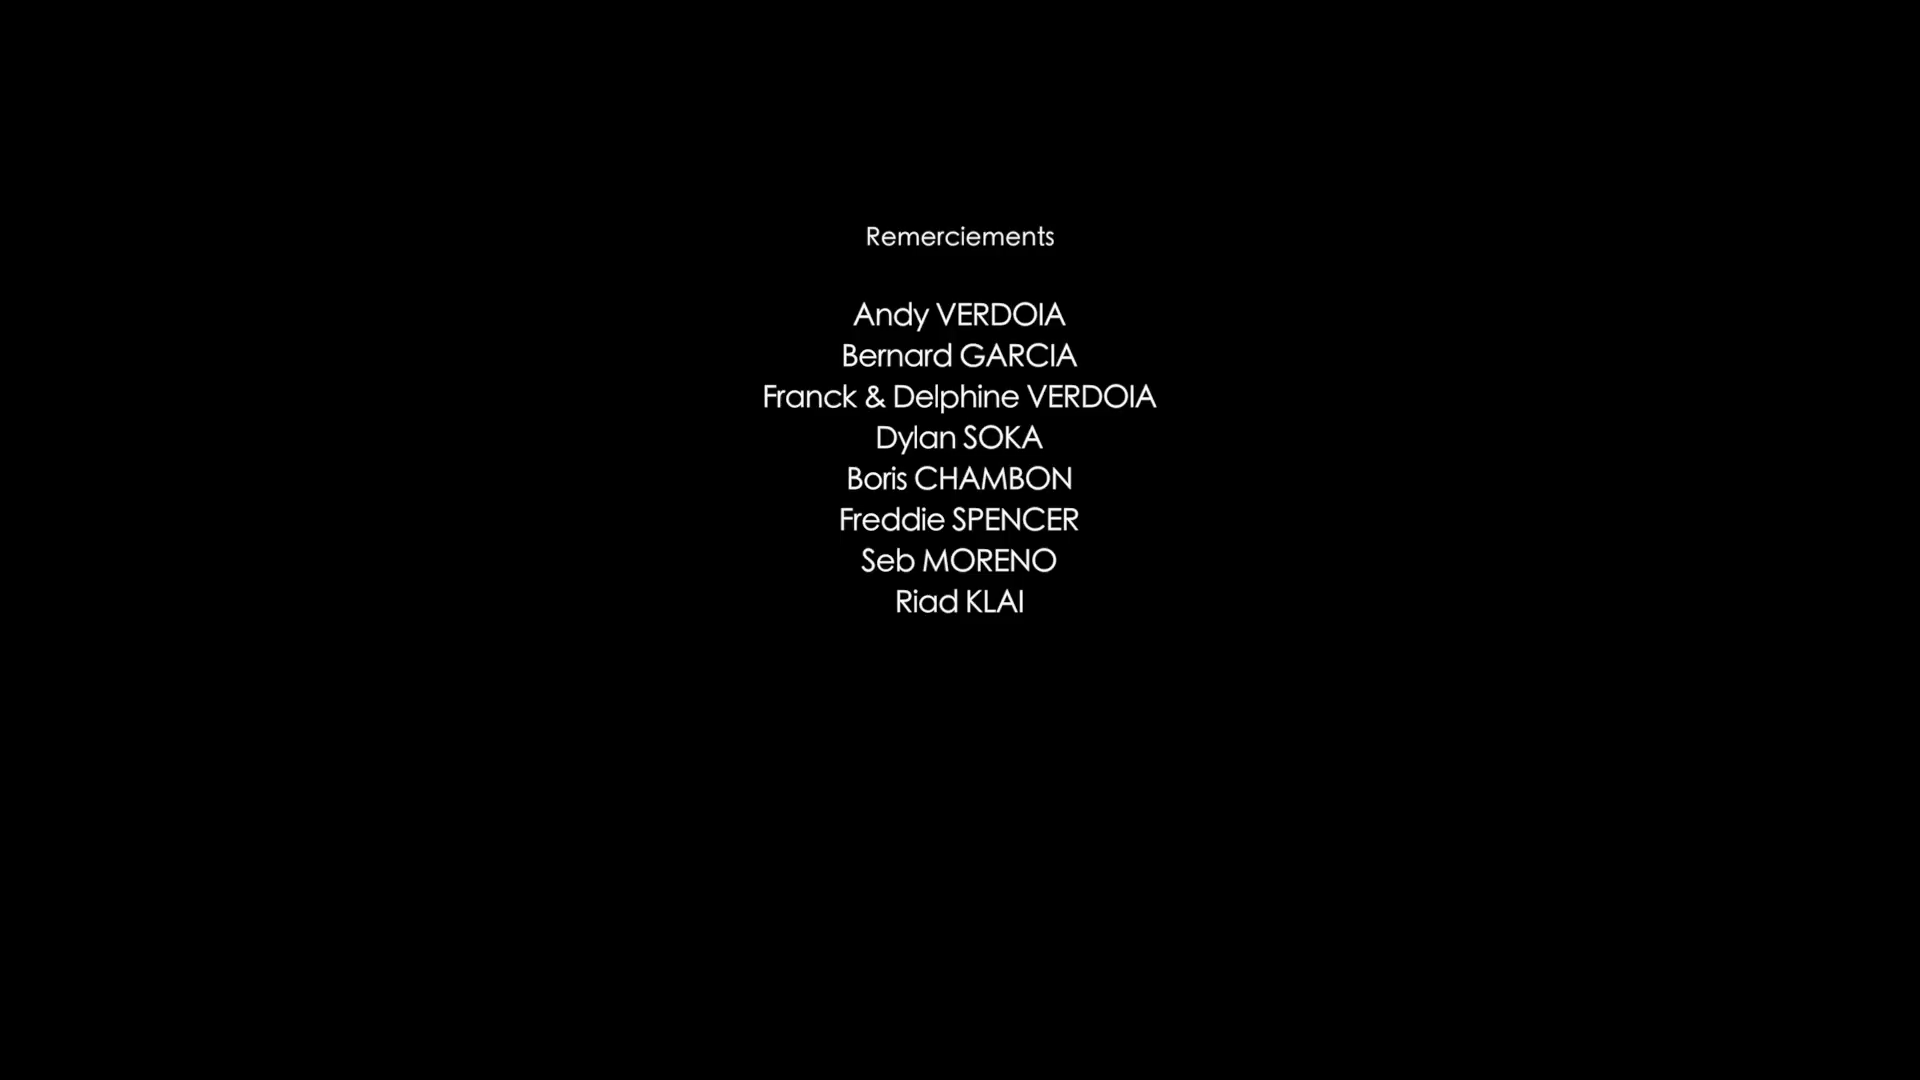 Remerciements
Andy VERDOIA
Bernard GARCIA
Franck & Delphine VERDOIA
Dylan SOKA
Boris CHAMBON
Freddie SPENCER
Seb MORENO
Riad KLAI